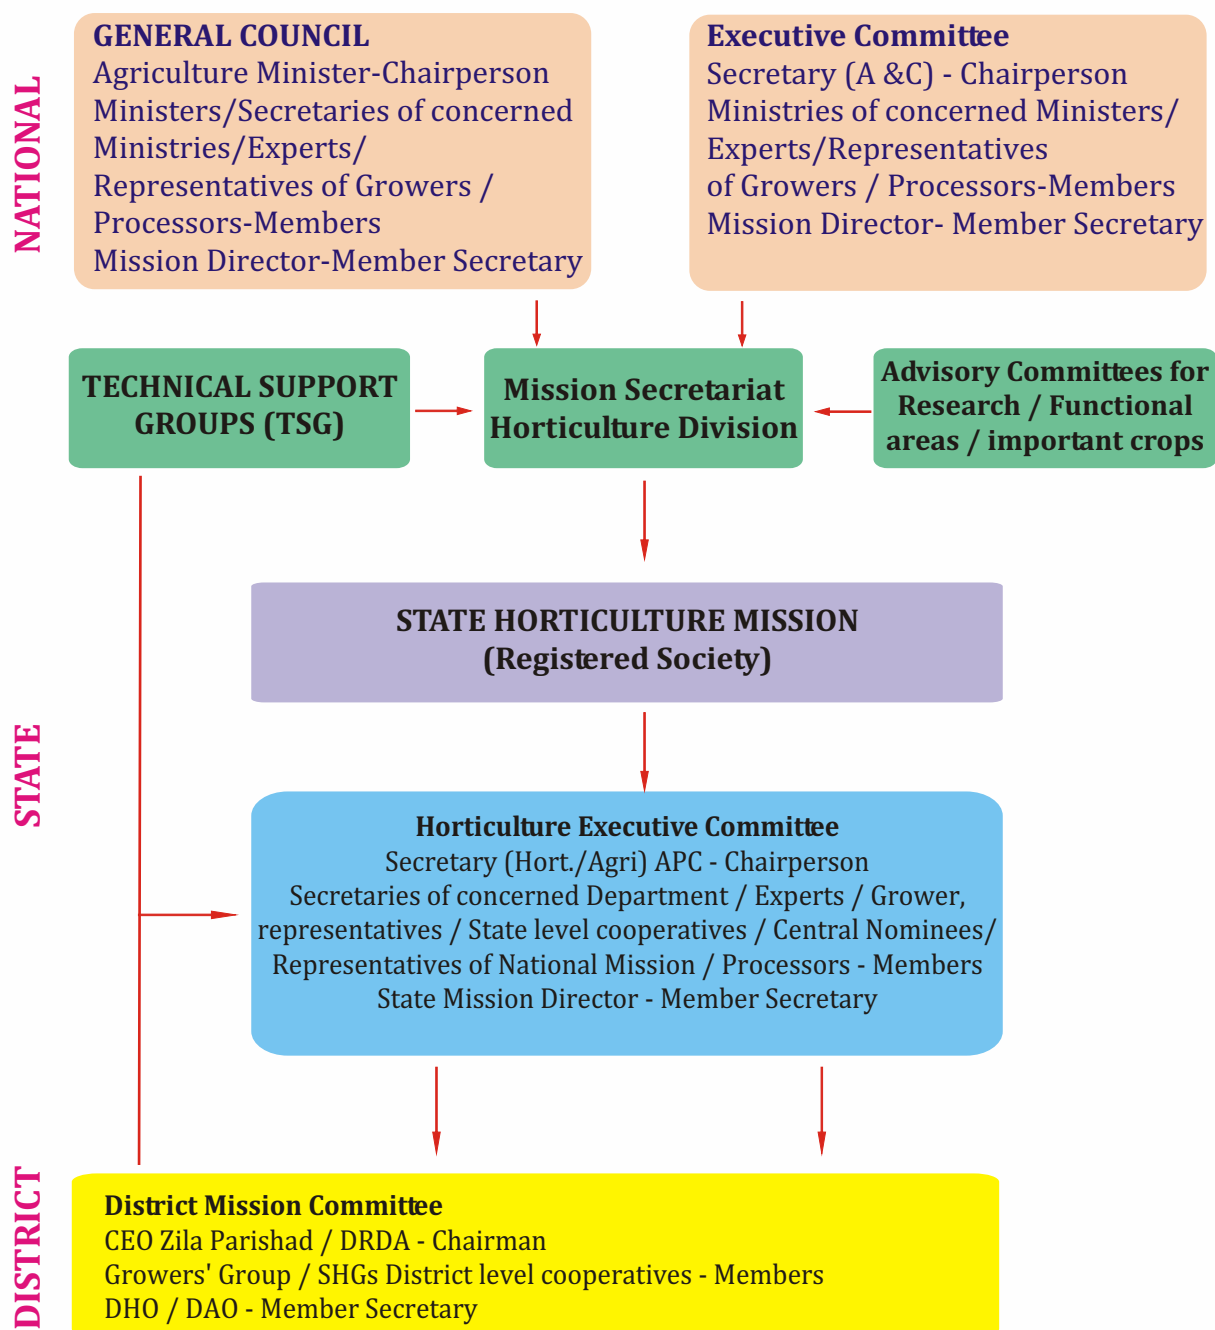 NATIONAL
GENERAL COUNCIL
Agriculture Minister-Chairperson
Ministers/Secretaries of concerned
Ministries/Experts/
Representatives of Growers /
Processors-Members
Mission Director-Member Secretary
Executive Committee
Secretary (A &C) - Chairperson
Ministries of concerned Ministers/
Experts/Representatives
of Growers / Processors-Members
Mission Director- Member Secretary
TECHNICAL SUPPORT
GROUPS (TSG)
Mission Secretariat
Horticulture Division
Advisory Committees for
Research / Functional
areas / important crops
STATE
STATE HORTICULTURE MISSION
(Registered Society)
Horticulture Executive Committee
Secretary (Hort./Agri) APC - Chairperson
Secretaries of concerned Department / Experts / Grower,
representatives / State level cooperatives / Central Nominees/
Representatives of National Mission / Processors - Members
State Mission Director - Member Secretary
DISTRICT
District Mission Committee
CEO Zila Parishad / DRDA - Chairman
Growers' Group / SHGs District level cooperatives - Members
DHO / DAO - Member Secretary